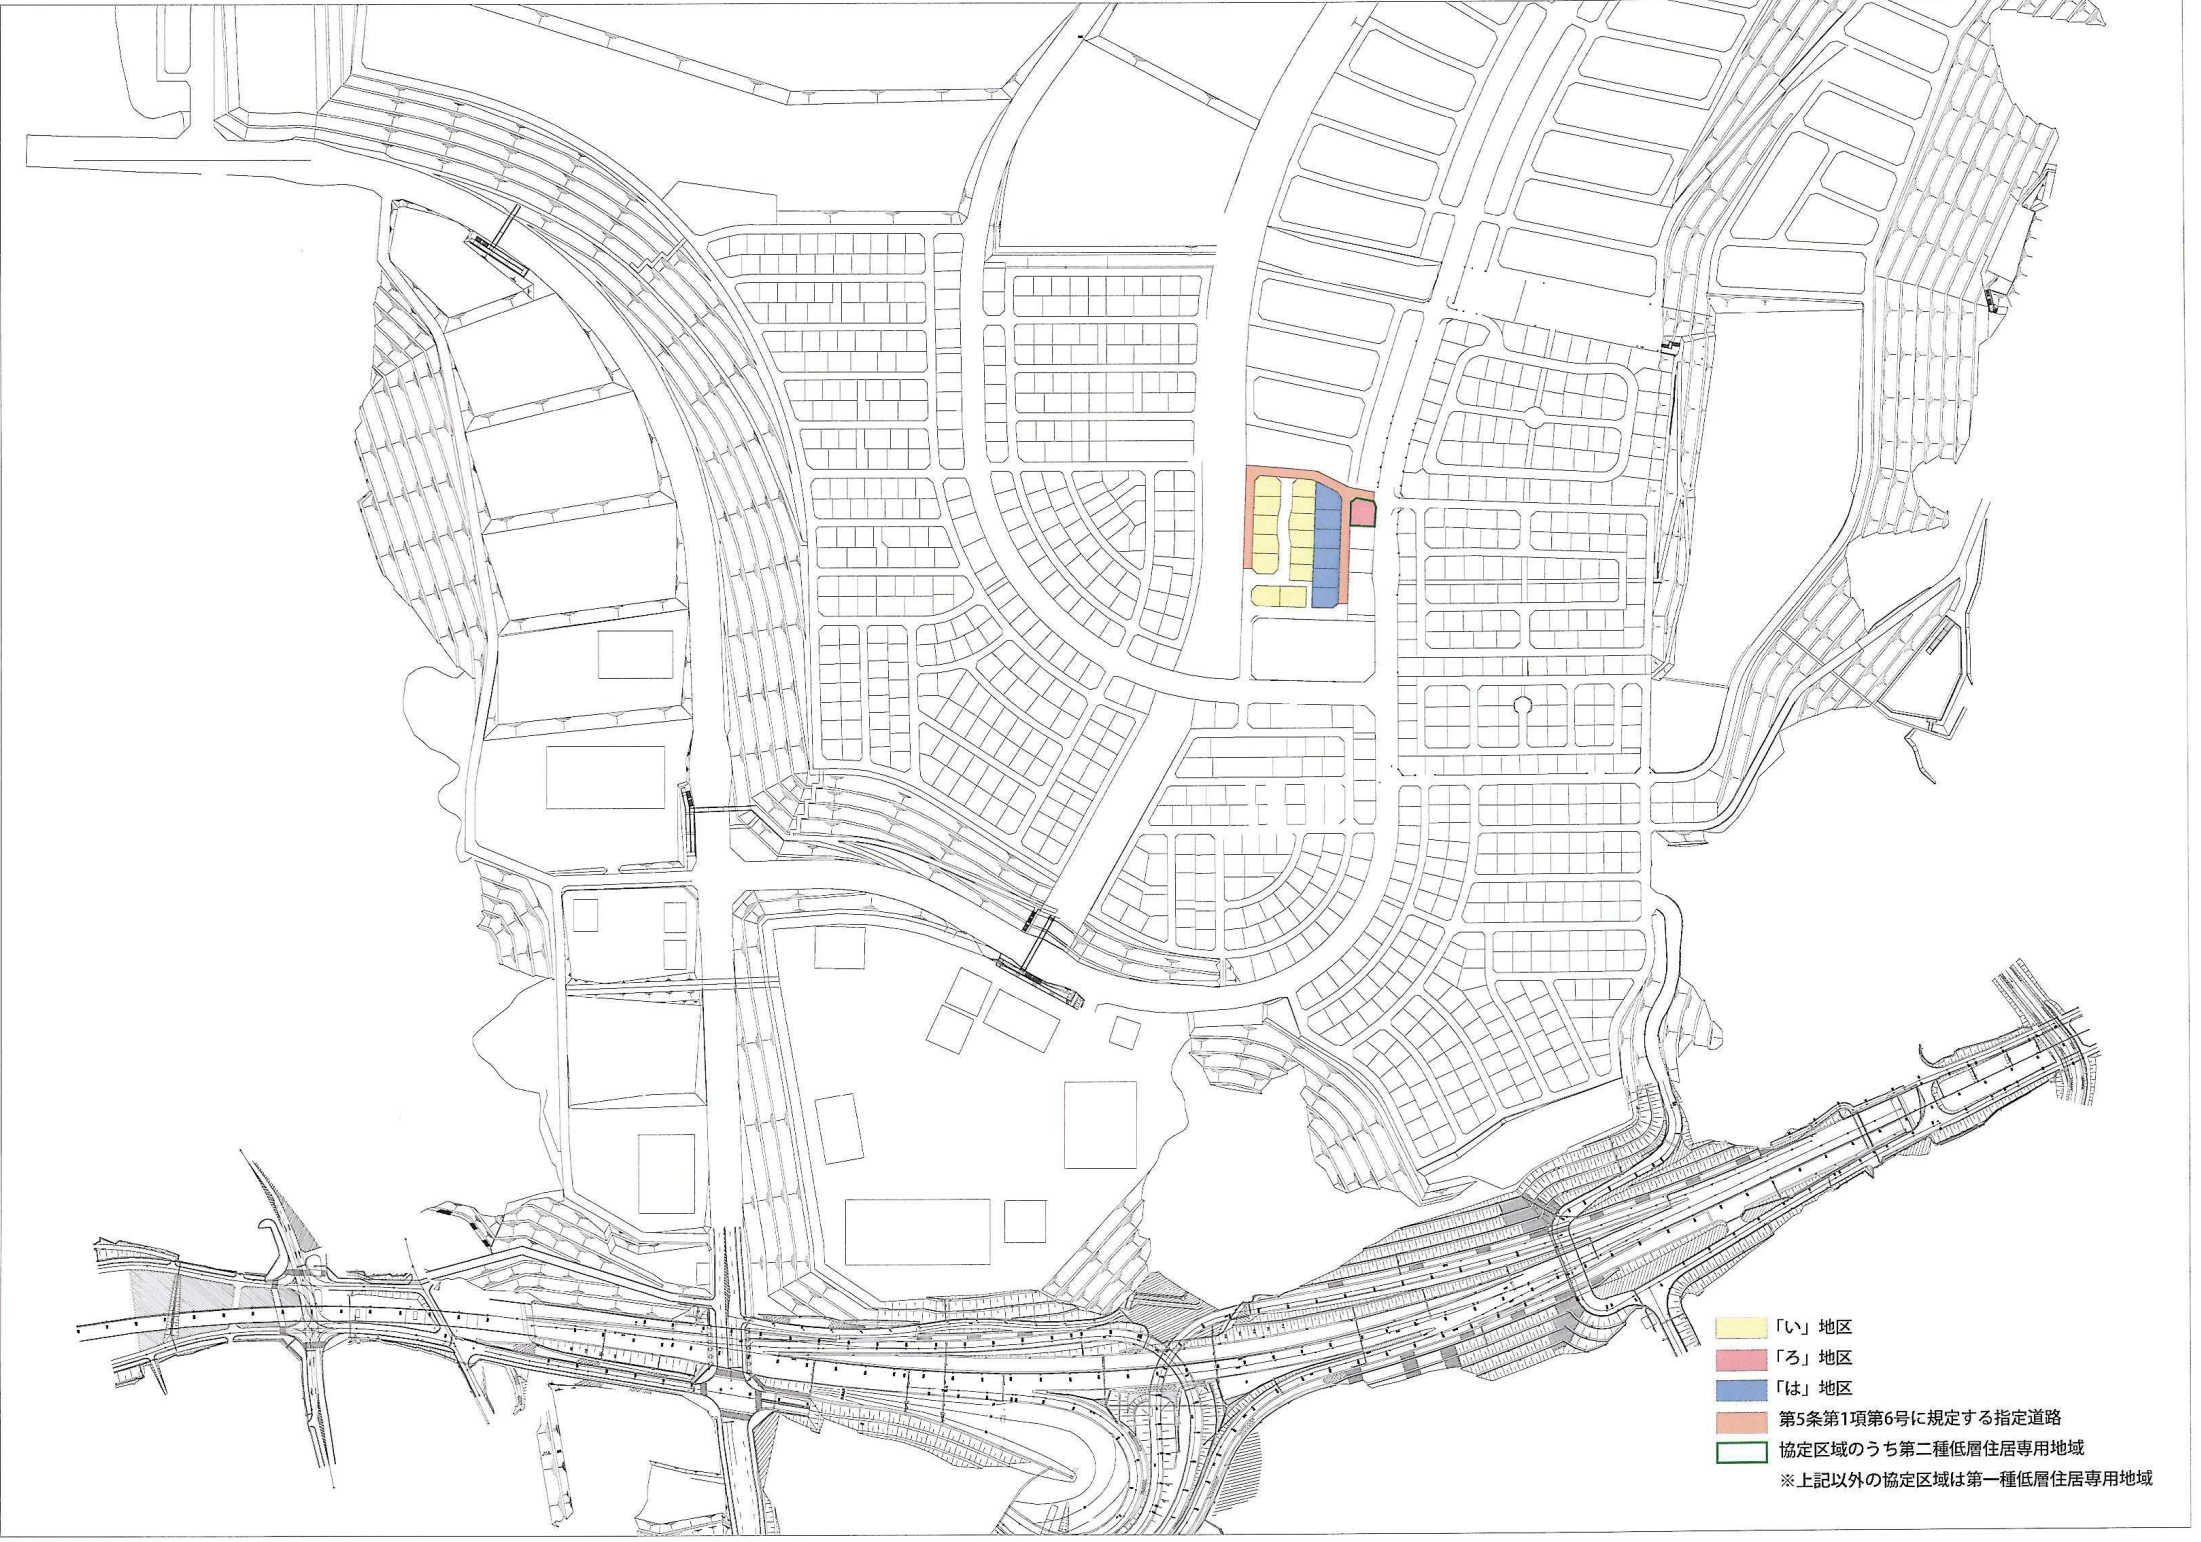 「い」地区
「ろ」地区
「は」地区
第5条第1項第6号に規定する指定道路
協定区域のうち第二種低層住居専用地域
※上記以外の協定区域は第一種低層住居専用地域